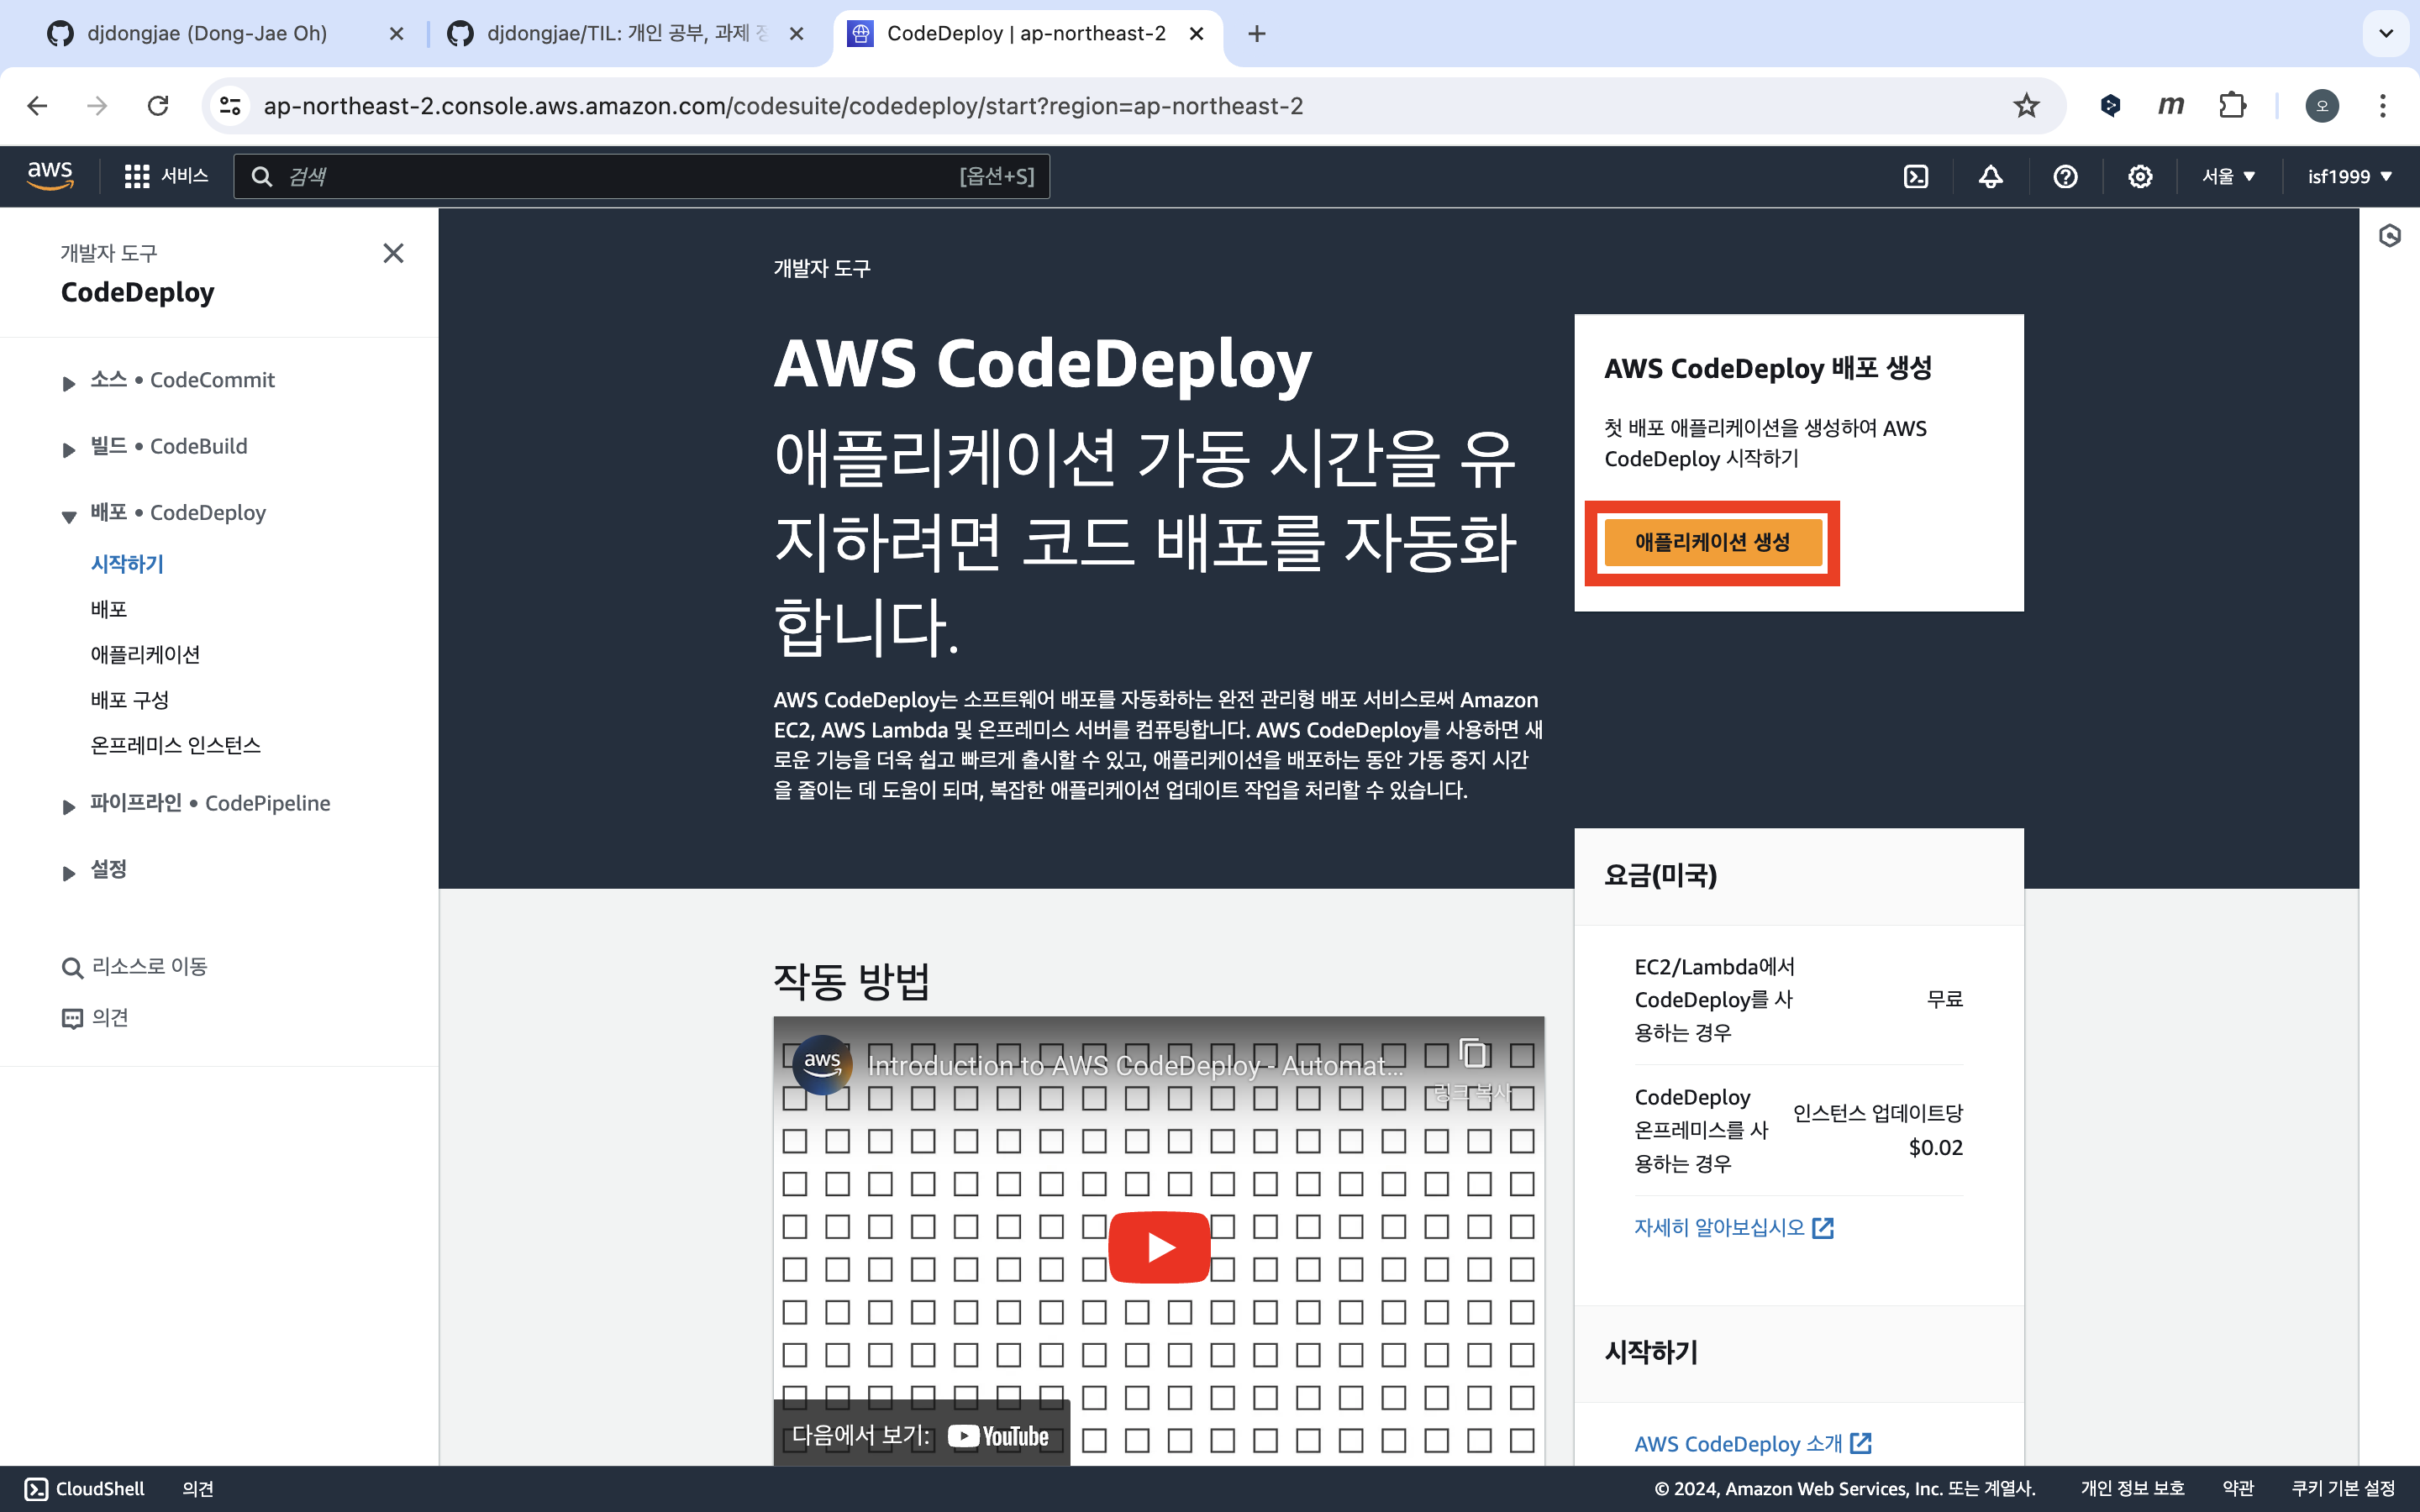 djdongjae (Dong-Jae Oh)
djdongjae/TIL: 개인 공부, 과제 정
CodeDeploy | ap-northeast-2
ap-northeast-2.console.aws.amazon.com/codesuite/codedeploy/start?region=ap-northeast-2
m
오
aws
서비스
검색
[옵션+S]
서울
isf1999
개발자 도구
CodeDeploy
소스 • CodeCommit
빌드 • CodeBuild
배포 • CodeDeploy
시작하기
배포
애플리케이션
배포 구성
온프레미스 인스턴스
파이프라인 • CodePipeline
설정
리소스로 이동
의견
개발자 도구
AWS CodeDeploy
애플리케이션 가동 시간을 유
지하려면 코드 배포를 자동화
합니다.
AWS CodeDeploy는 소프트웨어 배포를 자동화하는 완전 관리형 배포 서비스로써 Amazon
EC2, AWS Lambda 및 온프레미스 서버를 컴퓨팅합니다. AWS CodeDeploy를 사용하면 새
로운 기능을 더욱 쉽고 빠르게 출시할 수 있고, 애플리케이션을 배포하는 동안 가동 중지 시간
을 줄이는 데 도움이 되며, 복잡한 애플리케이션 업데이트 작업을 처리할 수 있습니다.
AWS CodeDeploy 배포 생성
첫 배포 애플리케이션을 생성하여 AWS
CodeDeploy 시작하기
애플리케이션 생성
작동 방법
aws
Introduction to AWS CodeDeploy - Automat...
링크 복사
다음에서 보기: YouTube
요금(미국)
EC2/Lambda에서
CodeDeploy를 사
용하는 경우
무료
CodeDeploy
온프레미스를 사
용하는 경우
인스턴스 업데이트당
$0.02
자세히 알아보십시오
시작하기
AWS CodeDeploy 소개
CloudShell
의견
© 2024, Amazon Web Services, Inc. 또는 계열사.
개인 정보 보호
약관
쿠키 기본 설정